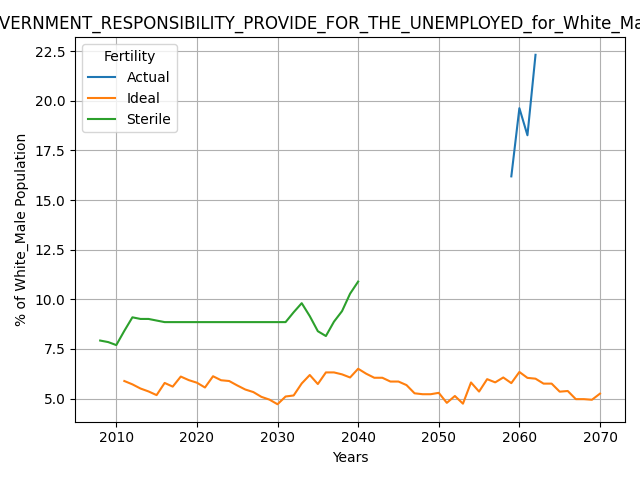 VERNMENT_RESPONSIBILITY_PROVIDE_FOR_THE_UNEMPLOYED_for_White_Ma
Fertility
Actual
Ideal
Sterile
% of White_Male Population
22.5
20.0
17.5
15.0
12.5
10.0
7.5
5.0
2010 2020 2030 2040 2050 2060 2070
Years